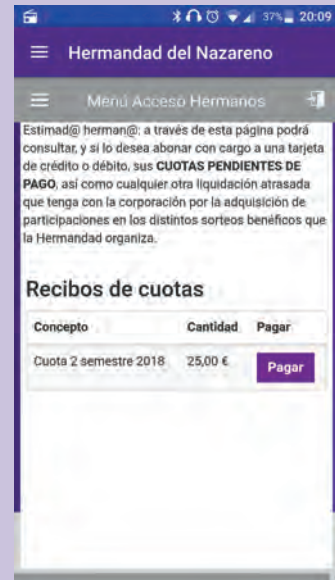 37% 20:09
Hermandad del Nazareno
Menú Acceso Hermanos
Estimad@ herman@: a través de esta página podrá
consultar, y si lo desea abonar con cargo a una tarjeta
de crédito o débito, sus CUOTAS PENDIENTES DE
PAGO, así como cualquier otra liquidación atrasada
que tenga con la corporación por la adquisición de
participaciones en los distintos sorteos benéficos que
la Hermandad organiza.
Recibos de cuotas
Concepto Cantidad Pagar
Cuota 2 semestre 2018 25,00 € Pagar